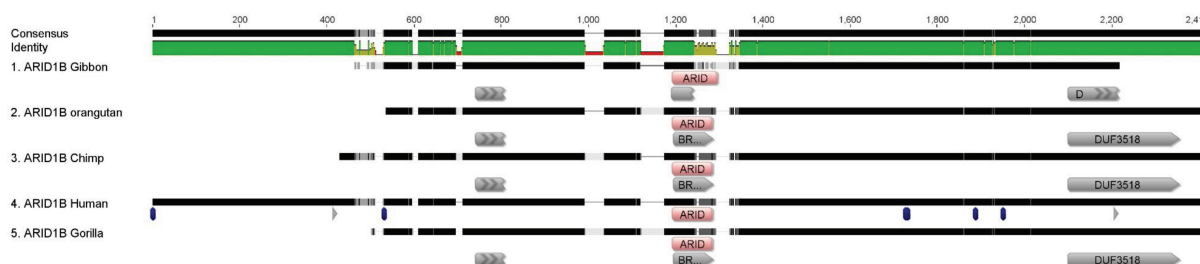 1 200 400 600 800 1,000 1,200 1,400 1,600 1,800 2,000 2,200 2,4
Consensus
Identity
1. ARID1B Gibbon
ARID
D
2. ARID1B orangutan
ARID
BR... DUF3518
3. ARID1B Chimp
ARID
BR... DUF3518
4. ARID1B Human
ARID
5. ARID1B Gorilla
ARID
BR... DUF3518